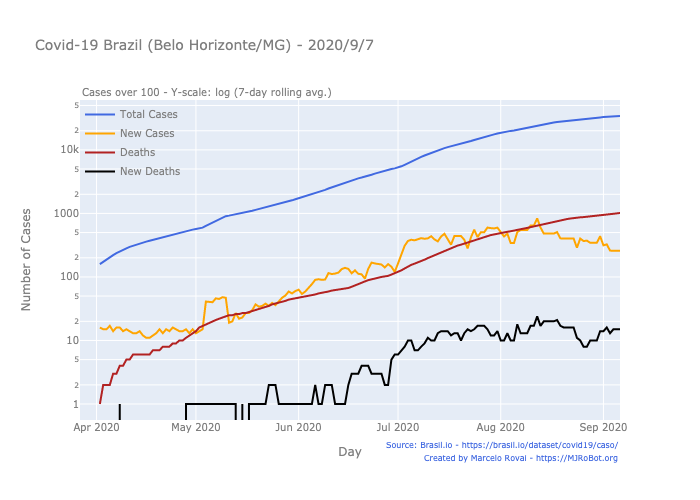 Covid-19 Brazil (Belo Horizonte/MG) - 2020/9/7
Cases over 100 - Y-scale: log (7-day rolling avg.)
Total Cases
New Cases
Deaths
New Deaths
5
2
10k
5
2
1000
5
2
100
5
2
10
5
2
1
Number of Cases
Apr 2020 May 2020 Jun 2020 Jul 2020 Aug 2020 Sep 2020
Day
Source: Brasil.io - https://brasil.io/dataset/covid19/caso/
Created by Marcelo Rovai - https://MJRoBot.org